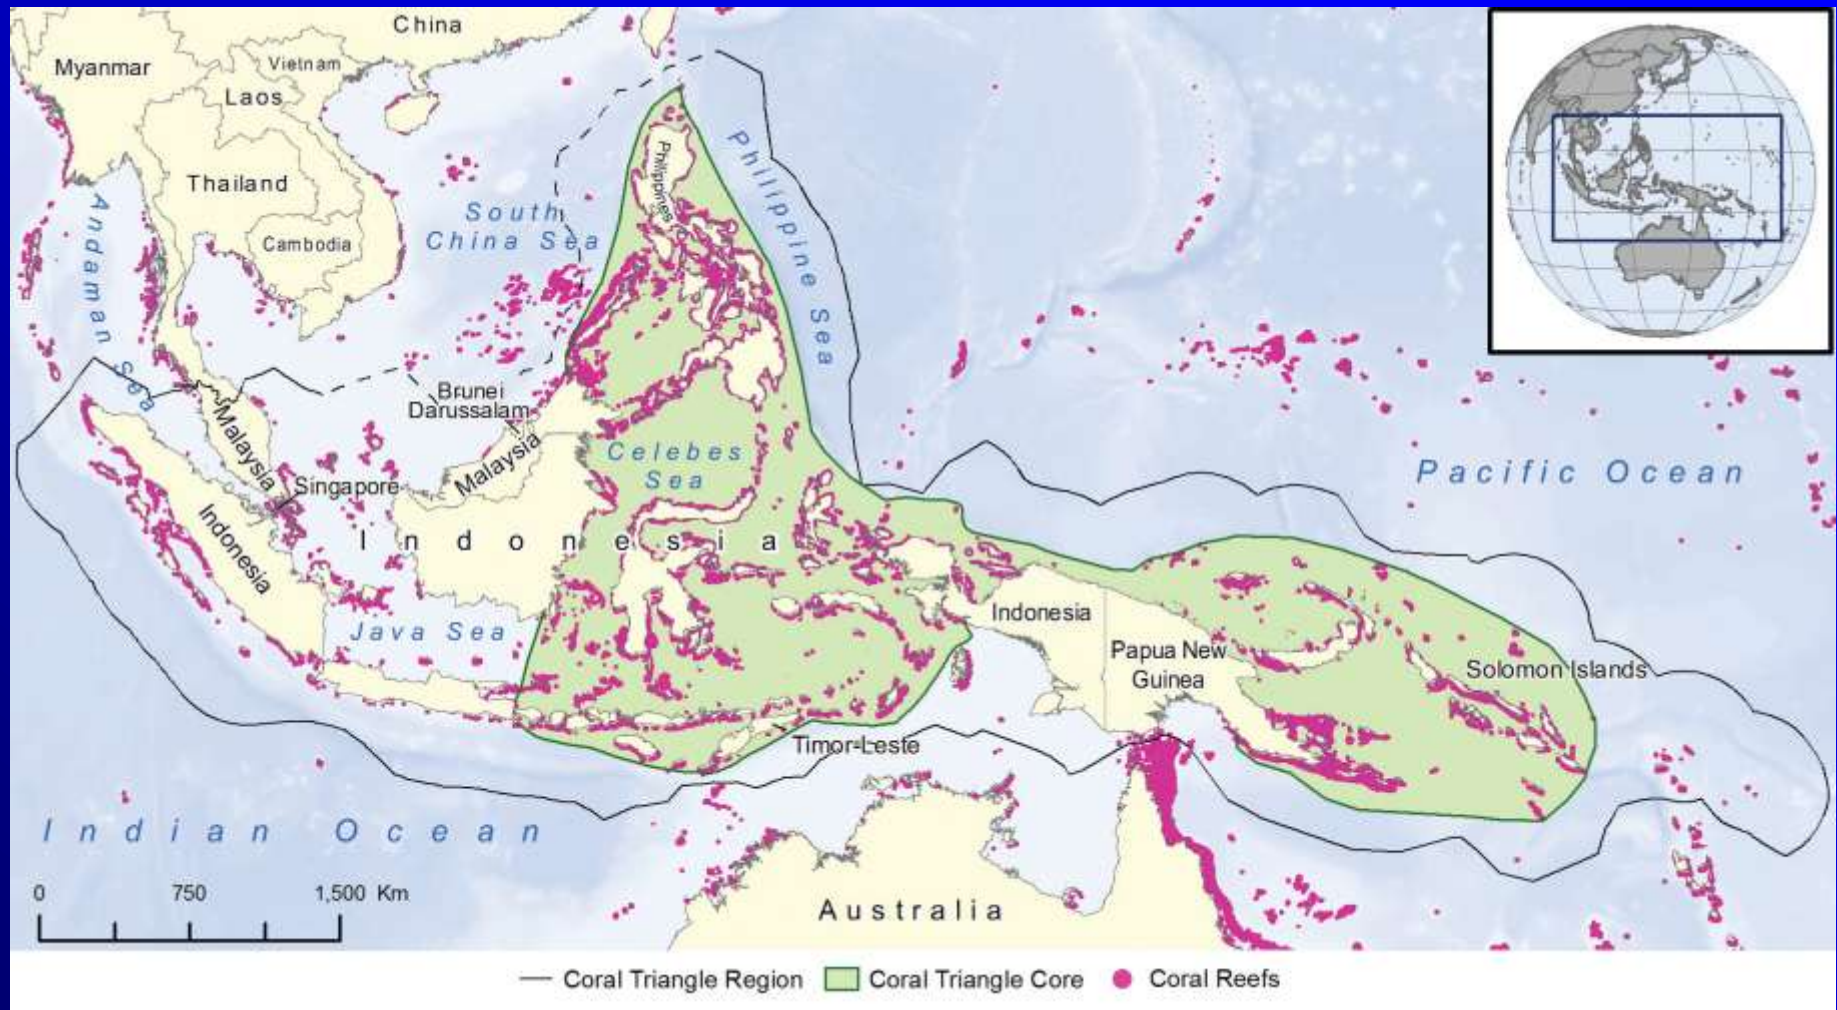 China
Myanmar
Vietnam
Laos
Thailand
Cambodia
Andaman Sea
South
China Sea
Philippines
Philippine Sea
Brunei
Darussalam
Malaysia
Malaysia
Singapore
Celebes
Sea
Pacific Ocean
Indonesia
Indonesia
Java Sea
Indonesia
Papua New
Guinea
Solomon Islands
Timor-Leste
Indian Ocean
Australia
0 750 1,500 Km
Coral Triangle Region Coral Triangle Core Coral Reefs